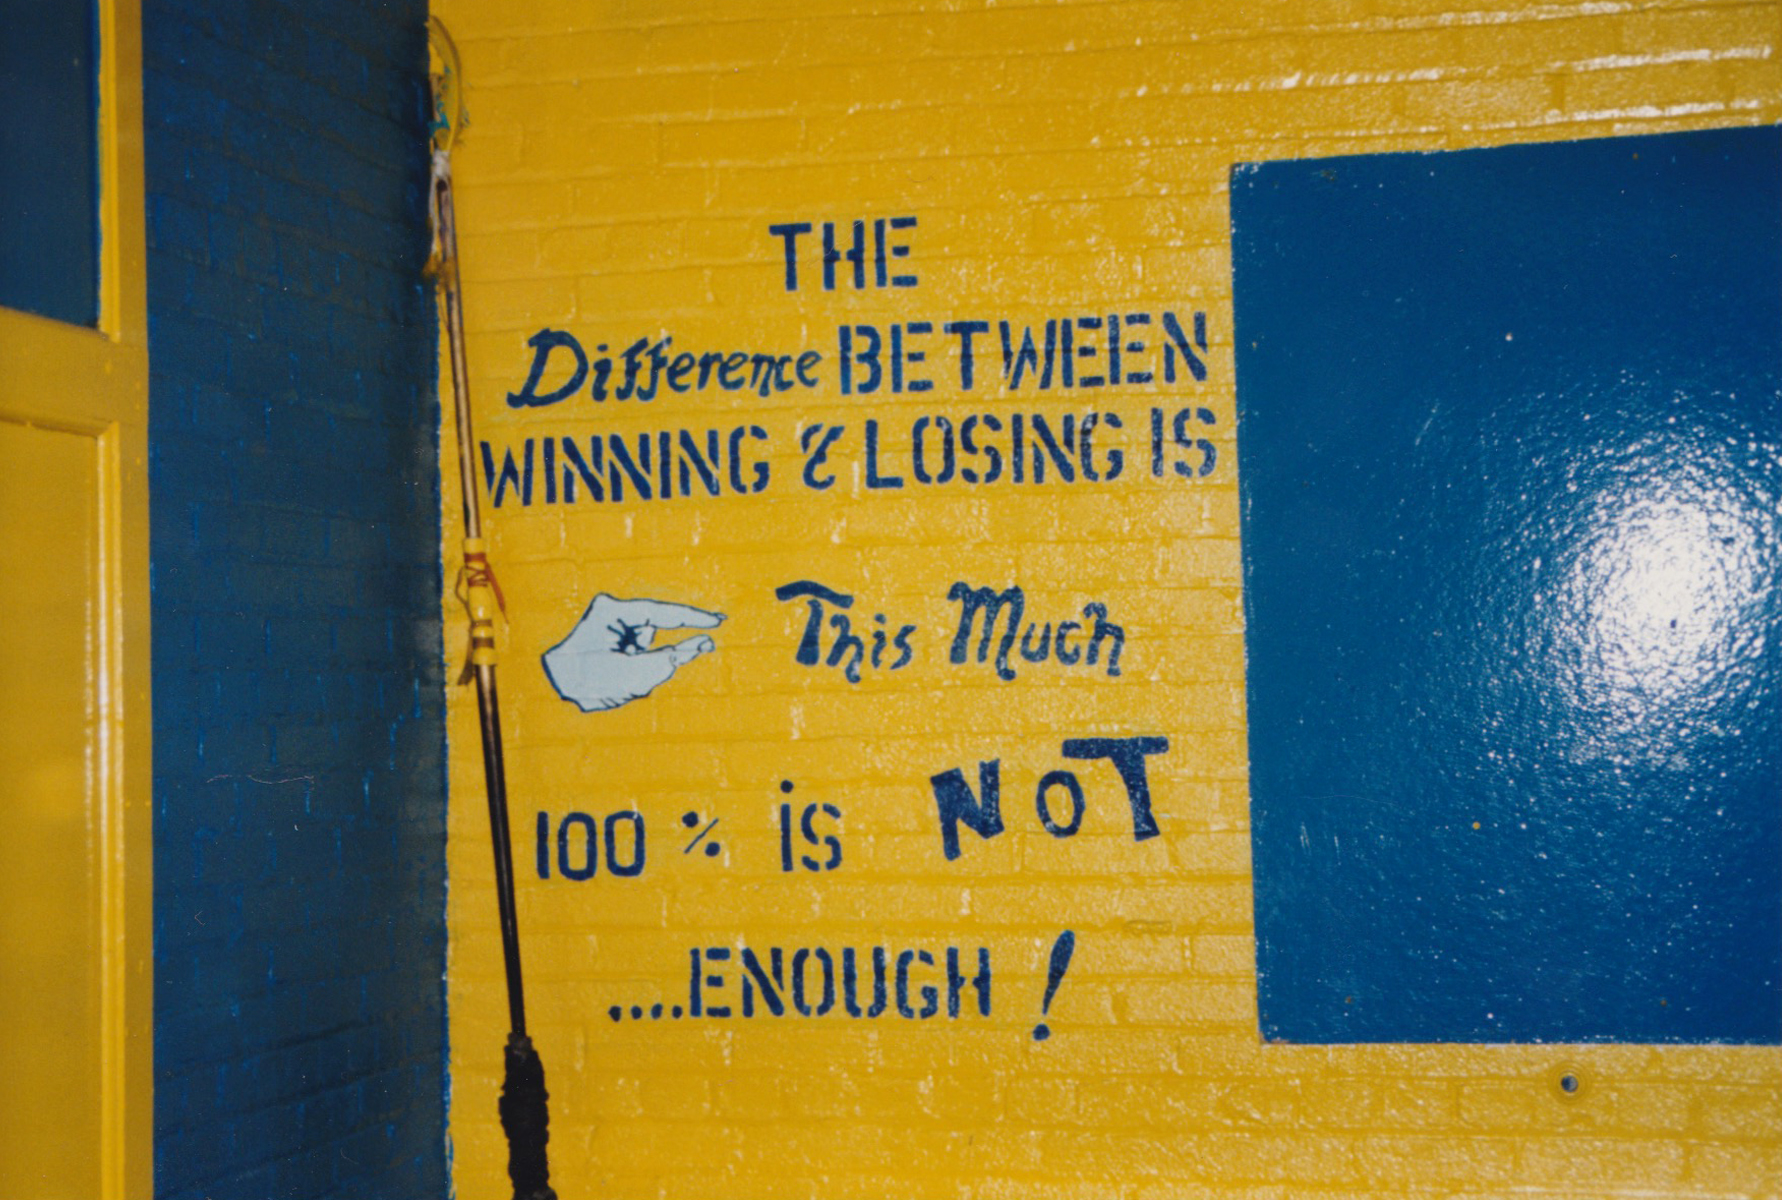 THE
Difference BETWEEN
WINNING & LOSING IS
This Much
100 % is NoT
....ENOUGH !